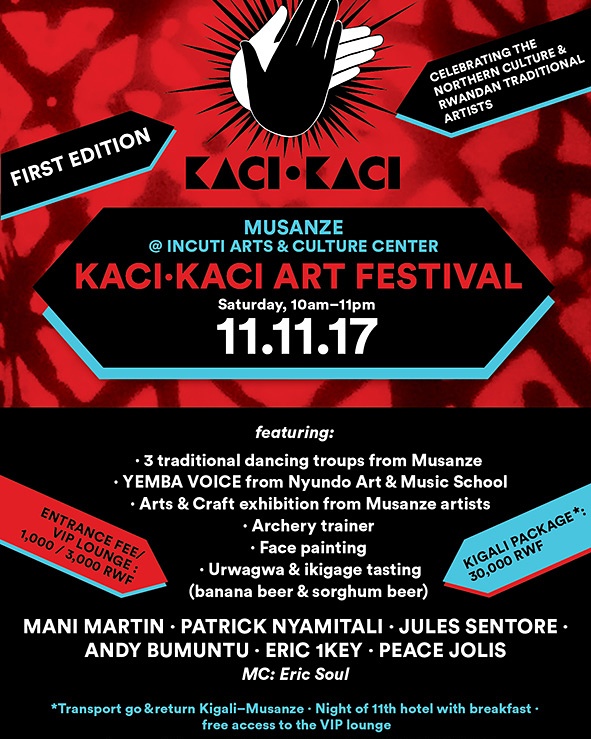 CELEBRATING THE
NORTHERN CULTURE &
RWANDAN TRADITIONAL
ARTISTS
FIRST EDITION
KACI·KACI
MUSANZE
@ INCUTI ARTS & CULTURE CENTER
KACI·KACI ART FESTIVAL
Saturday, 10am–11pm
11.11.17
featuring:
· 3 traditional dancing troups from Musanze
· YEMBA VOICE from Nyundo Art & Music School
· Arts & Craft exhibition from Musanze artists
· Archery trainer
· Face painting
· Urwagwa & ikigage tasting
(banana beer & sorghum beer)
ENTRANCE FEE/
VIP LOUNGE :
1,000 / 3,000 RWF
KIGALI PACKAGE*:
30,000 RWF
MANI MARTIN · PATRICK NYAMITALI · JULES SENTORE ·
ANDY BUMUNTU · ERIC 1KEY · PEACE JOLIS
MC: Eric Soul
*Transport go & return Kigali–Musanze · Night of 11th hotel with breakfast ·
free access to the VIP lounge